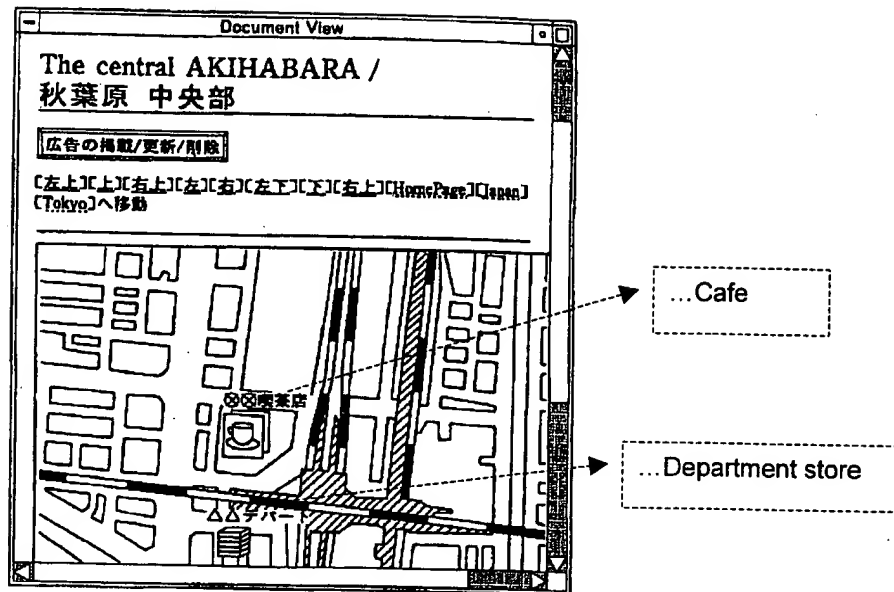 Document View
The central AKIHABARA /
秋葉原 中央部
広告の掲載/更新/削除
[左上][上][右上][左][右][左下][下][右上][HomePage][Japan]
[Tokyo]へ移動
...Cafe
⊗⊗喫茶店
...Department store
△△デパート